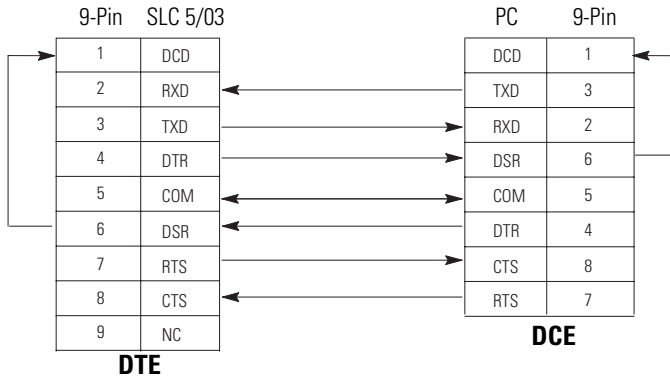 9-Pin SLC 5/03 PC 9-Pin
1 DCD DCD 1
2 RXD TXD 3
3 TXD RXD 2
4 DTR DSR 6
5 COM COM 5
6 DSR DTR 4
7 RTS CTS 8
8 CTS RTS 7
9 NC
DCE
DTE